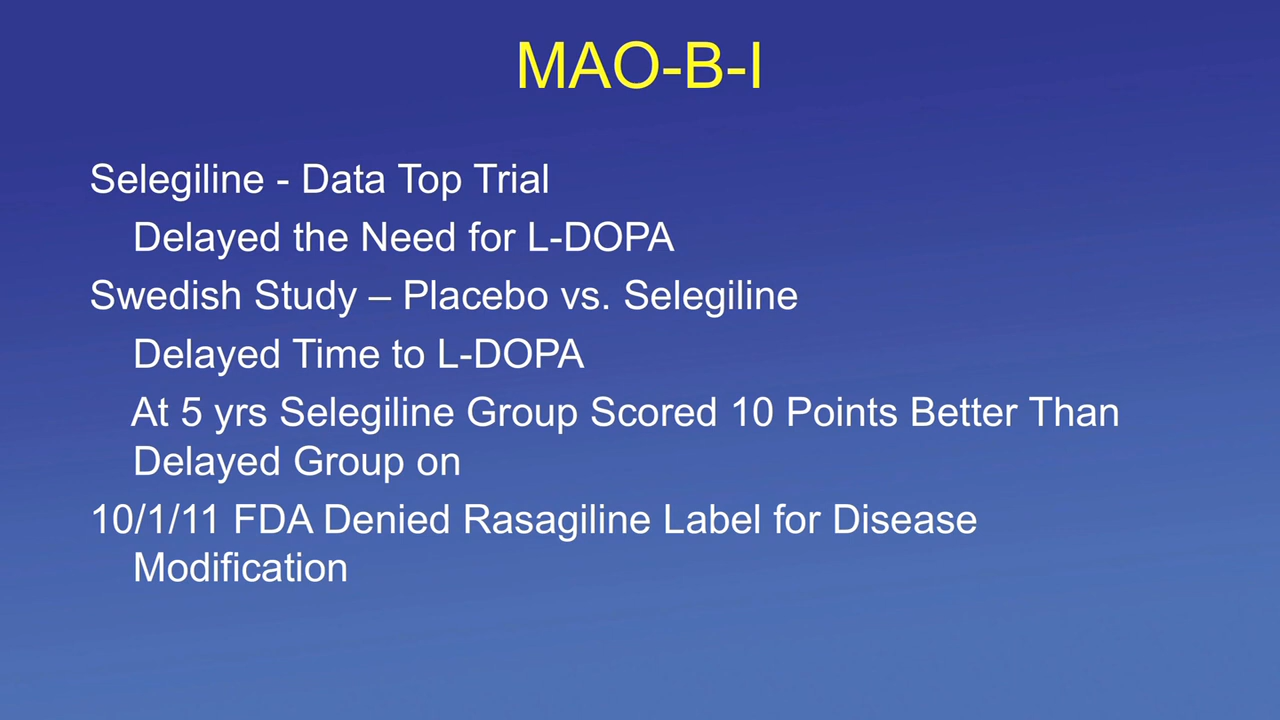 MAO-B-I
Selegiline - Data Top Trial
Delayed the Need for L-DOPA
Swedish Study – Placebo vs. Selegiline
Delayed Time to L-DOPA
At 5 yrs Selegiline Group Scored 10 Points Better Than
Delayed Group on
10/1/11 FDA Denied Rasagiline Label for Disease
Modification